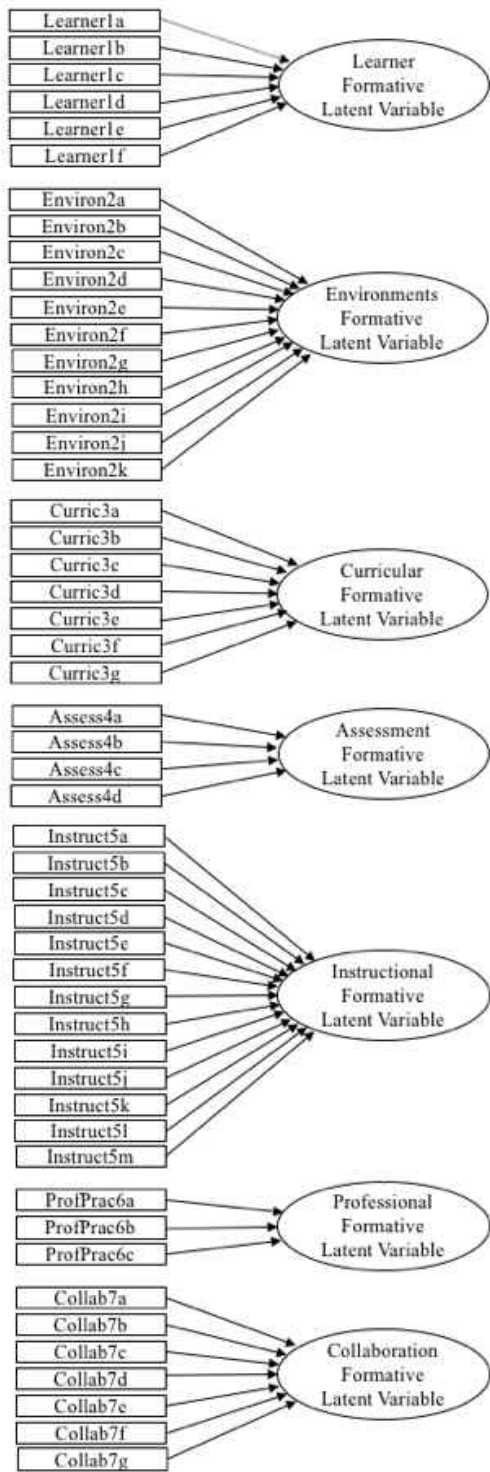 Learner1a
Learner1b
Learner1c
Learner1d
Learner1e
Learner1f
Learner
Formative
Latent Variable
Environ2a
Environ2b
Environ2c
Environ2d
Environ2e
Environ2f
Environ2g
Environ2h
Environ2i
Environ2j
Environ2k
Environments
Formative
Latent Variable
Curric3a
Curric3b
Curric3c
Curric3d
Curric3e
Curric3f
Curric3g
Curricular
Formative
Latent Variable
Assess4a
Assess4b
Assess4c
Assess4d
Assessment
Formative
Latent Variable
Instruct5a
Instruct5b
Instruct5c
Instruct5d
Instruct5e
Instruct5f
Instruct5g
Instruct5h
Instruct5i
Instruct5j
Instruct5k
Instruct5l
Instruct5m
Instructional
Formative
Latent Variable
ProfPrac6a
ProfPrac6b
ProfPrac6c
Professional
Formative
Latent Variable
Collab7a
Collab7b
Collab7c
Collab7d
Collab7e
Collab7f
Collab7g
Collaboration
Formative
Latent Variable